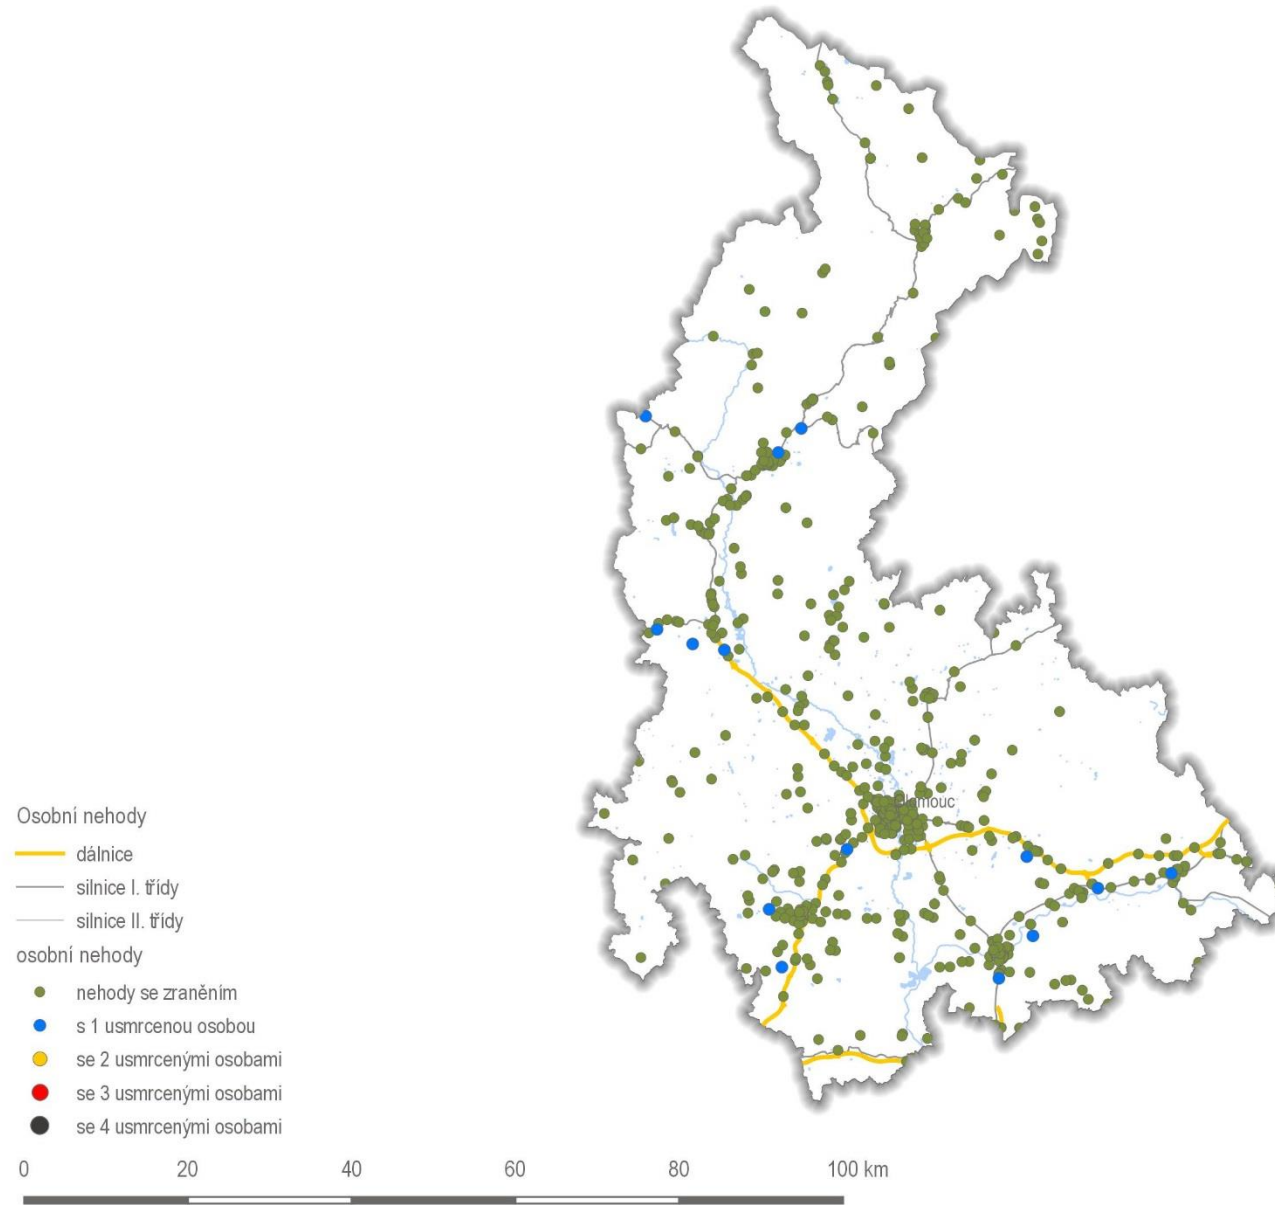 Olomouc
Osobní nehody
dálnice
silnice I. třídy
silnice II. třídy
osobní nehody
nehody se zraněním
s 1 usmrcenou osobou
se 2 usmrcenými osobami
se 3 usmrcenými osobami
se 4 usmrcenými osobami
0 20 40 60 80 100 km